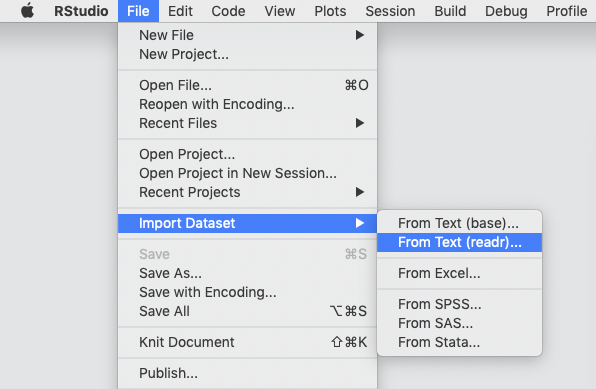 RStudio File Edit Code View Plots Session Build Debug Profile
New File
New Project...
Open File... ⌘O
Reopen with Encoding...
Recent Files
Open Project...
Open Project in New Session...
Recent Projects
Import Dataset
From Text (base)...
From Text (readr)...
From Excel...
From SPSS...
From SAS...
From Stata...
Save ⌘S
Save As...
Save with Encoding...
Save All ⌥⌘S
Knit Document ⇧⌘K
Publish...